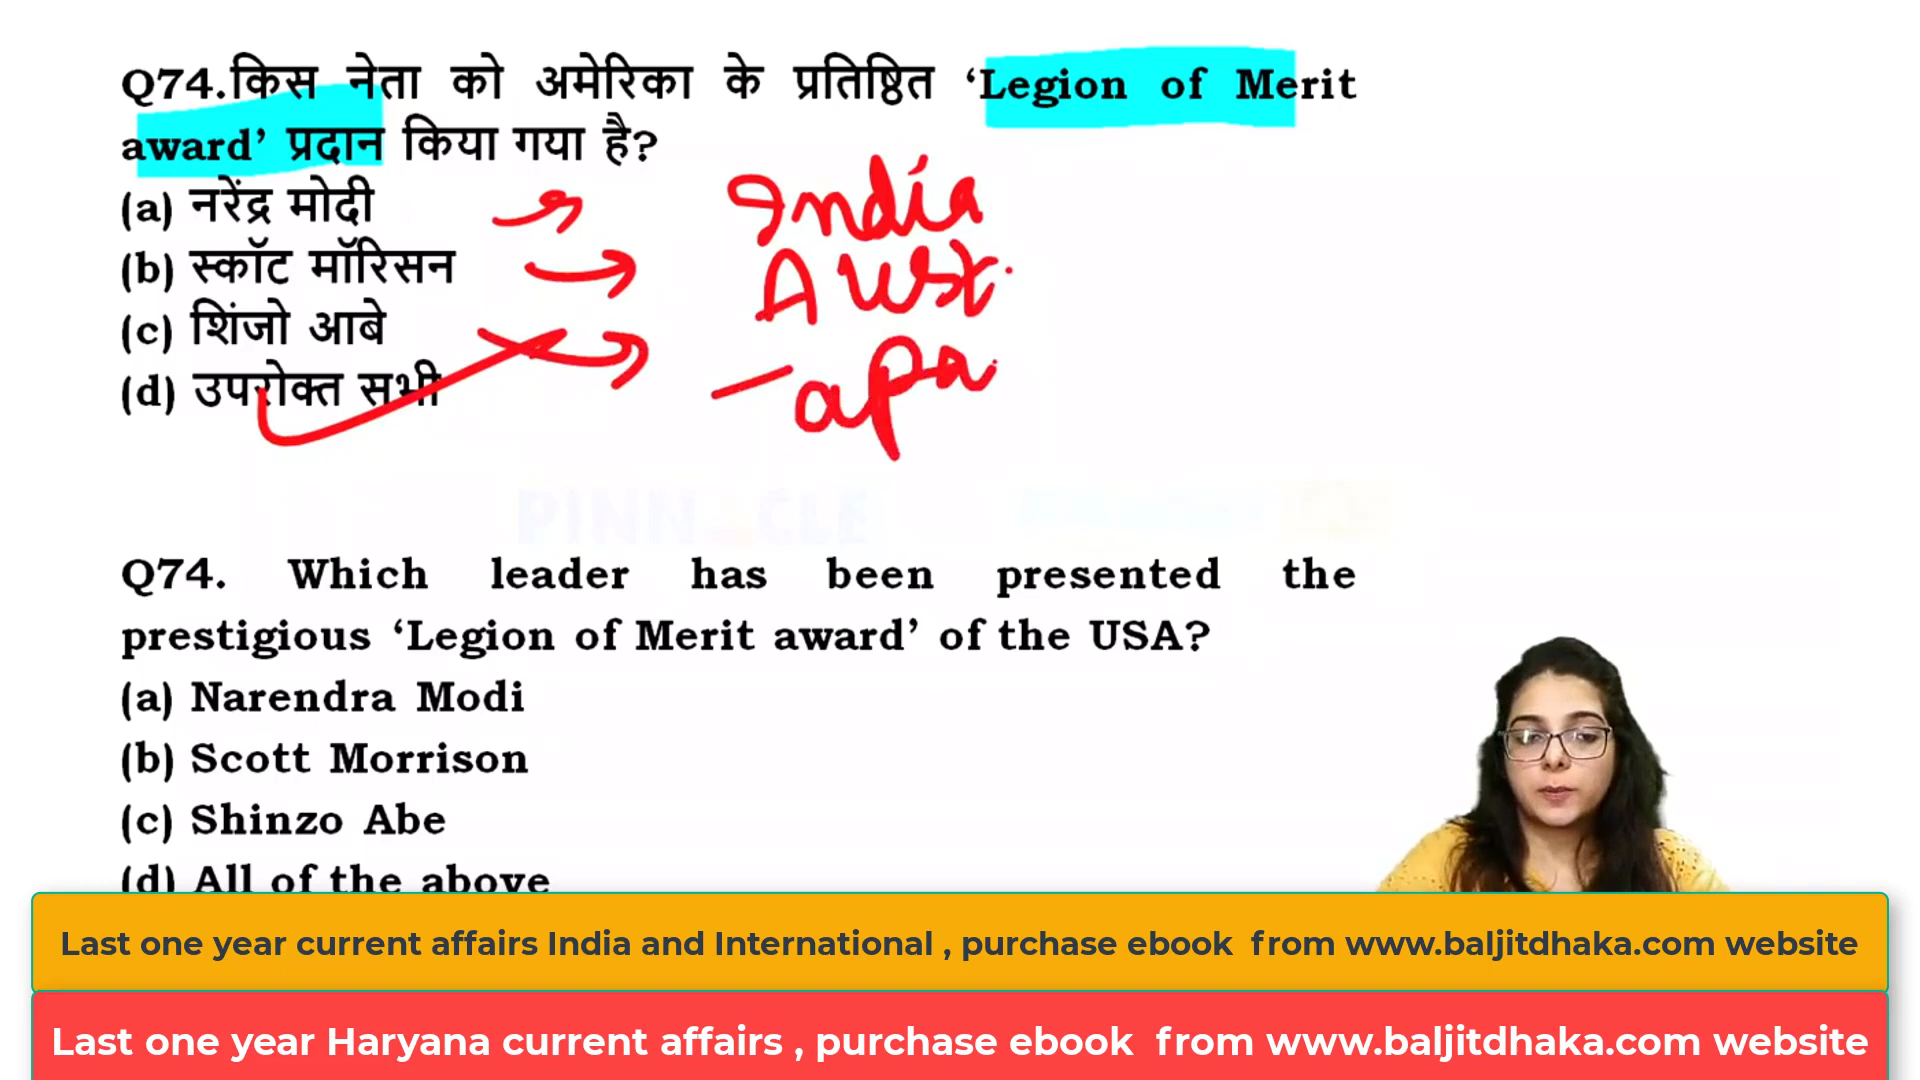 Q74.किस नेता को अमेरिका के प्रतिष्ठित ‘Legion of Merit
award’ प्रदान किया गया है?
(a) नरेंद्र मोदी
India
(b) स्कॉट मॉरिसन
Aust.
(c) शिंजो आबे
(d) उपरोक्त सभी
PINNACLE
Q74. Which leader has been presented the
prestigious ‘Legion of Merit award’ of the USA?
(a) Narendra Modi
(b) Scott Morrison
(c) Shinzo Abe
(d) All of the above
Last one year current affairs India and International , purchase ebook from www.baljitdhaka.com website
Last one year Haryana current affairs , purchase ebook from www.baljitdhaka.com website